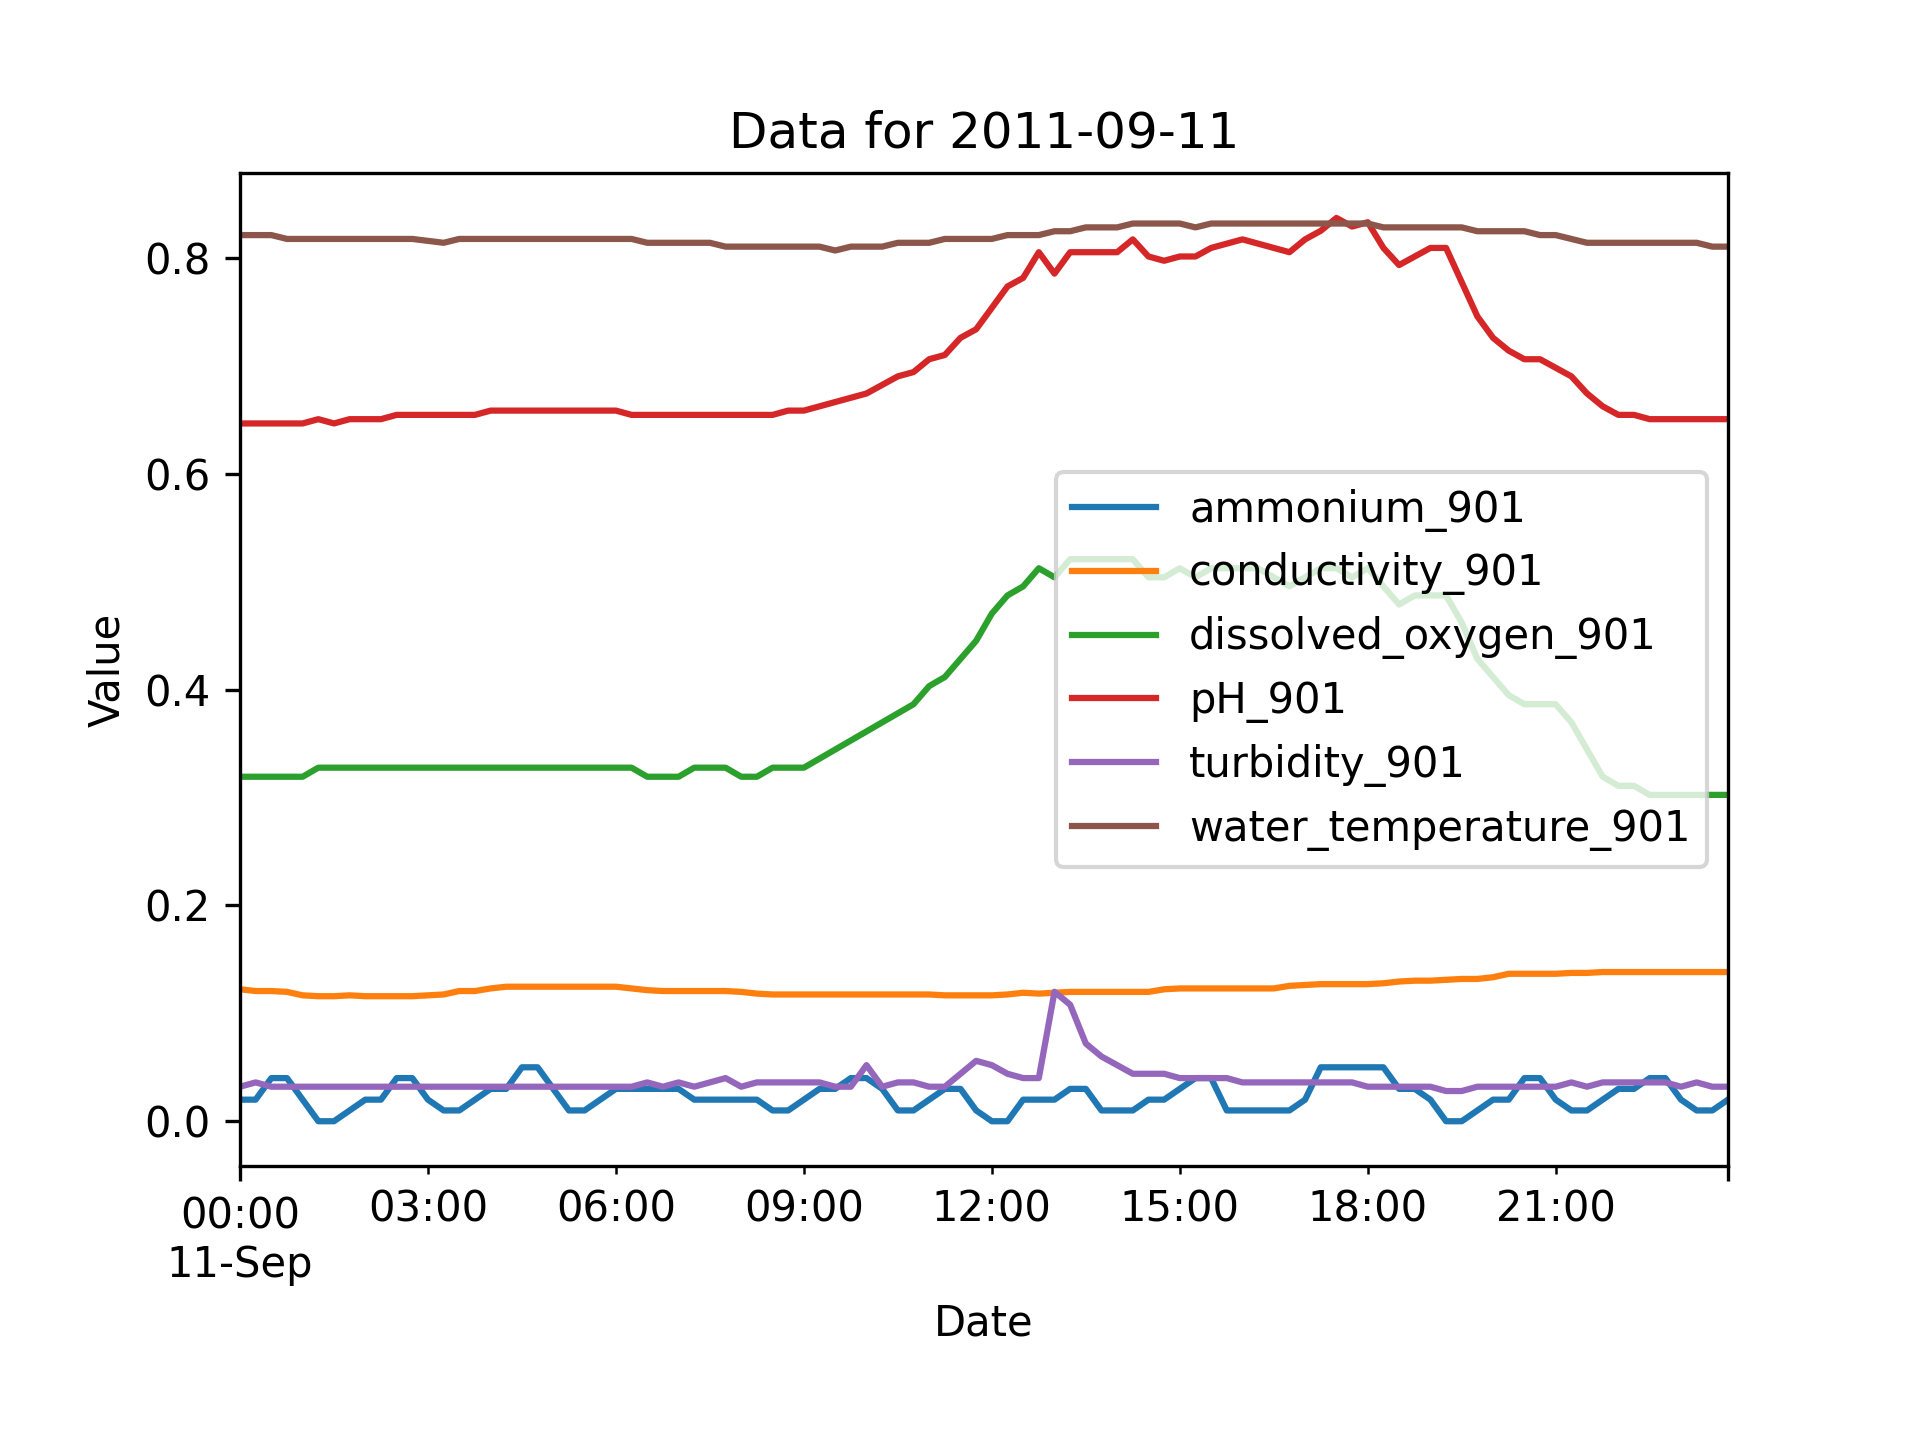 Data for 2011-09-11
Value
0.8
0.6
0.4
0.2
0.0
ammonium_901
conductivity_901
dissolved_oxygen_901
pH_901
turbidity_901
water_temperature_901
00:00 03:00 06:00 09:00 12:00 15:00 18:00 21:00
11-Sep
Date